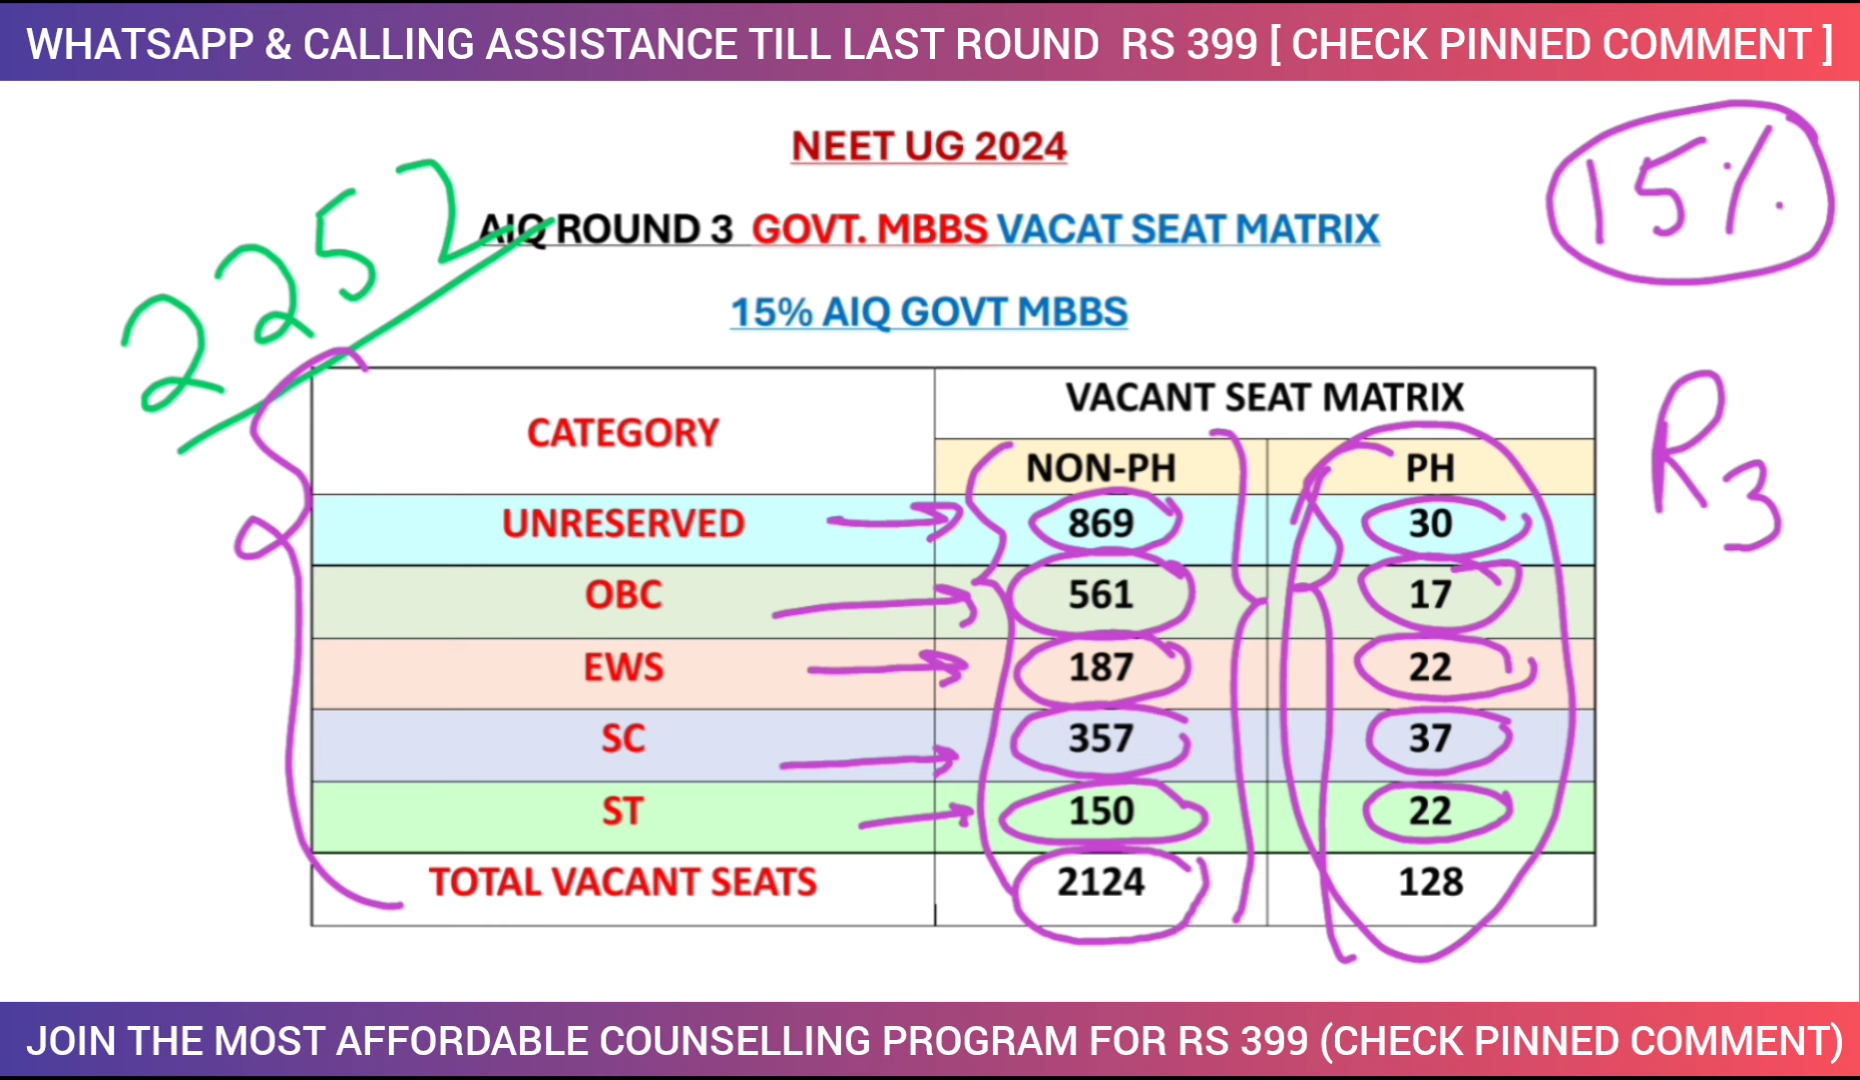 WHATSAPP & CALLING ASSISTANCE TILL LAST ROUND RS 399 [ CHECK PINNED COMMENT ]
NEET UG 2024
15%
2252
AIQ ROUND 3 GOVT. MBBS VACAT SEAT MATRIX
15% AIQ GOVT MBBS
CATEGORY VACANT SEAT MATRIX
NON-PH PH
R3
UNRESERVED 869 30
OBC 561 17
EWS 187 22
SC 357 37
ST 150 22
TOTAL VACANT SEATS 2124 128
JOIN THE MOST AFFORDABLE COUNSELLING PROGRAM FOR RS 399 (CHECK PINNED COMMENT)